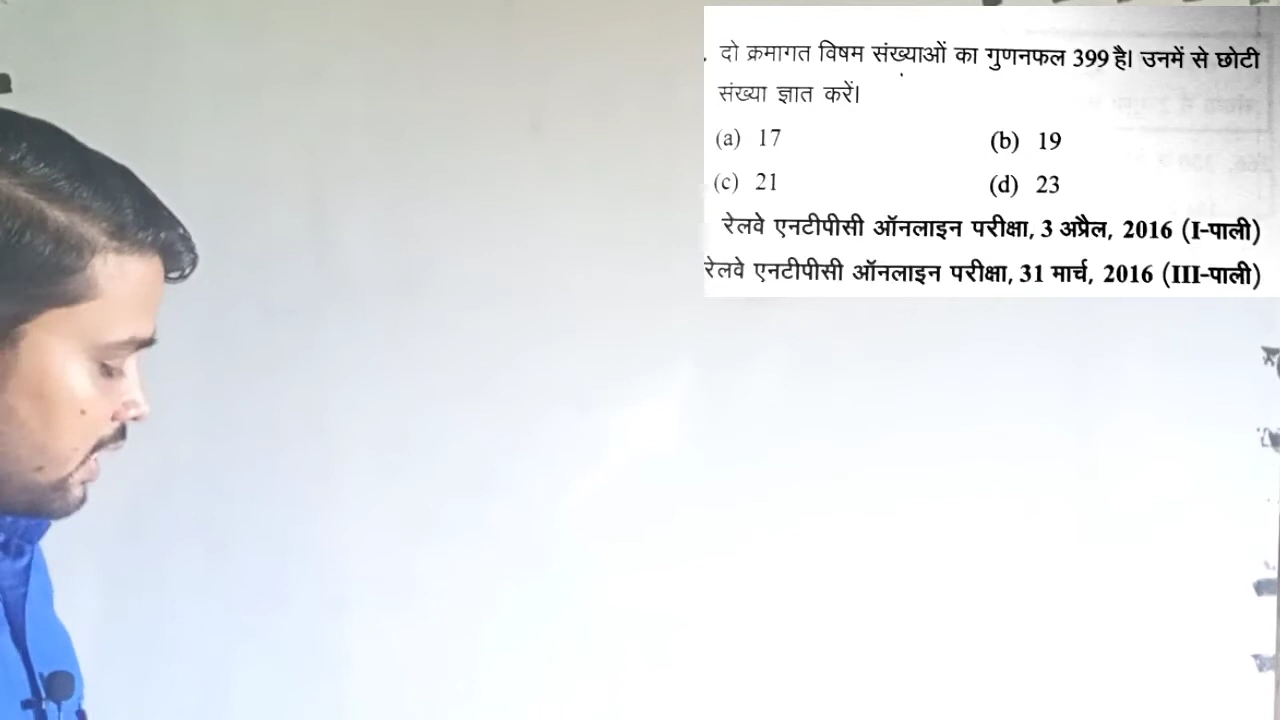 दो क्रमागत विषम संख्याओं का गुणनफल 399 है। उनमें से छोटी
संख्या ज्ञात करें।
(a) 17 (b) 19
(c) 21 (d) 23
रेलवे एनटीपीसी ऑनलाइन परीक्षा, 3 अप्रैल, 2016 (I-पाली)
रेलवे एनटीपीसी ऑनलाइन परीक्षा, 31 मार्च, 2016 (III-पाली)